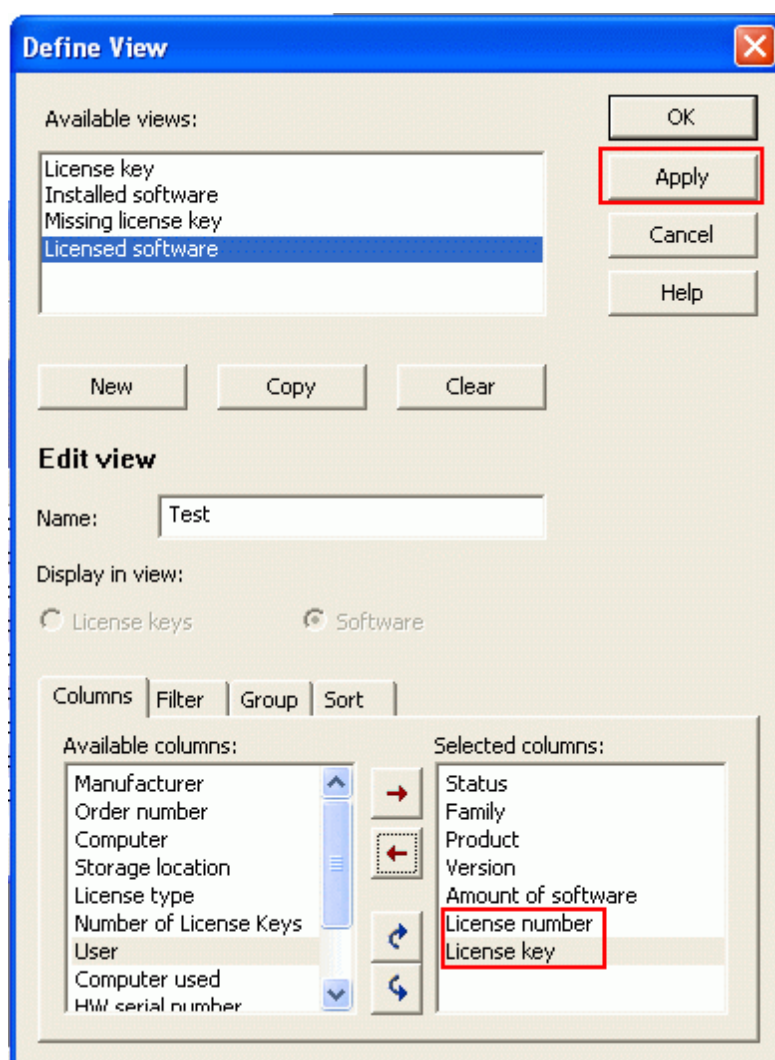 Define View
Available views:
OK
License key
Installed software
Missing license key
Licensed software
Apply
Cancel
Help
New Copy Clear
Edit view
Name: Test
Display in view:
License keys Software
Columns Filter Group Sort
Available columns: Selected columns:
Manufacturer Status
Order number Family
Computer Product
Storage location Version
License type Amount of software
Number of License Keys License number
User License key
Computer used
HW serial number